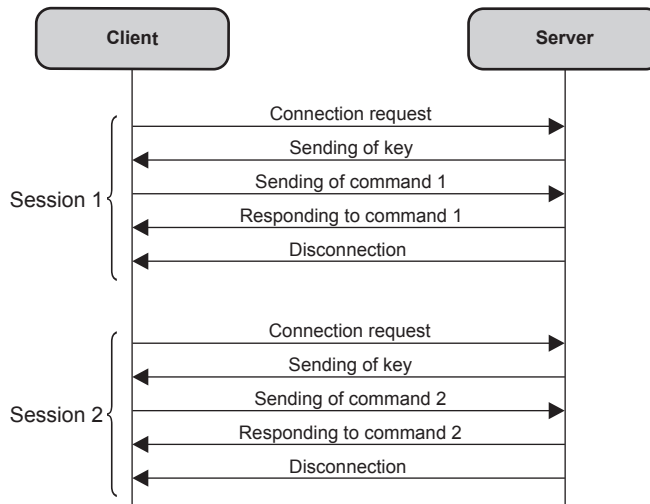 Client
Server
Connection request
Sending of key
Session 1
Sending of command 1
Responding to command 1
Disconnection
Connection request
Sending of key
Session 2
Sending of command 2
Responding to command 2
Disconnection